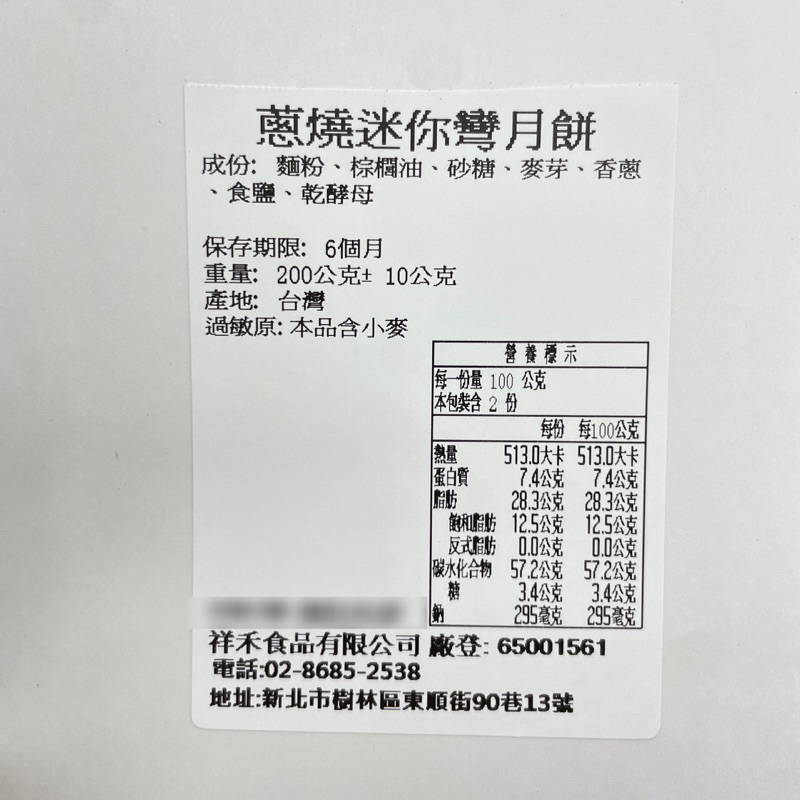 蔥燒迷你彎月餅
成份: 麵粉、棕櫚油、砂糖、麥芽、香蔥
、食鹽、乾酵母
保存期限: 6個月
重量: 200公克± 10公克
產地: 台灣
過敏原: 本品含小麥
營養標示
每一份量 100 公克
本包裝含 2 份
每份 每100公克
熱量 513.0大卡 513.0大卡
蛋白質 7.4公克 7.4公克
脂肪 28.3公克 28.3公克
飽和脂肪 12.5公克 12.5公克
反式脂肪 0.0公克 0.0公克
碳水化合物 57.2公克 57.2公克
糖 3.4公克 3.4公克
鈉 295毫克 295毫克
祥禾食品有限公司 廠登: 65001561
電話:02-8685-2538
地址:新北市樹林區東順街90巷13號